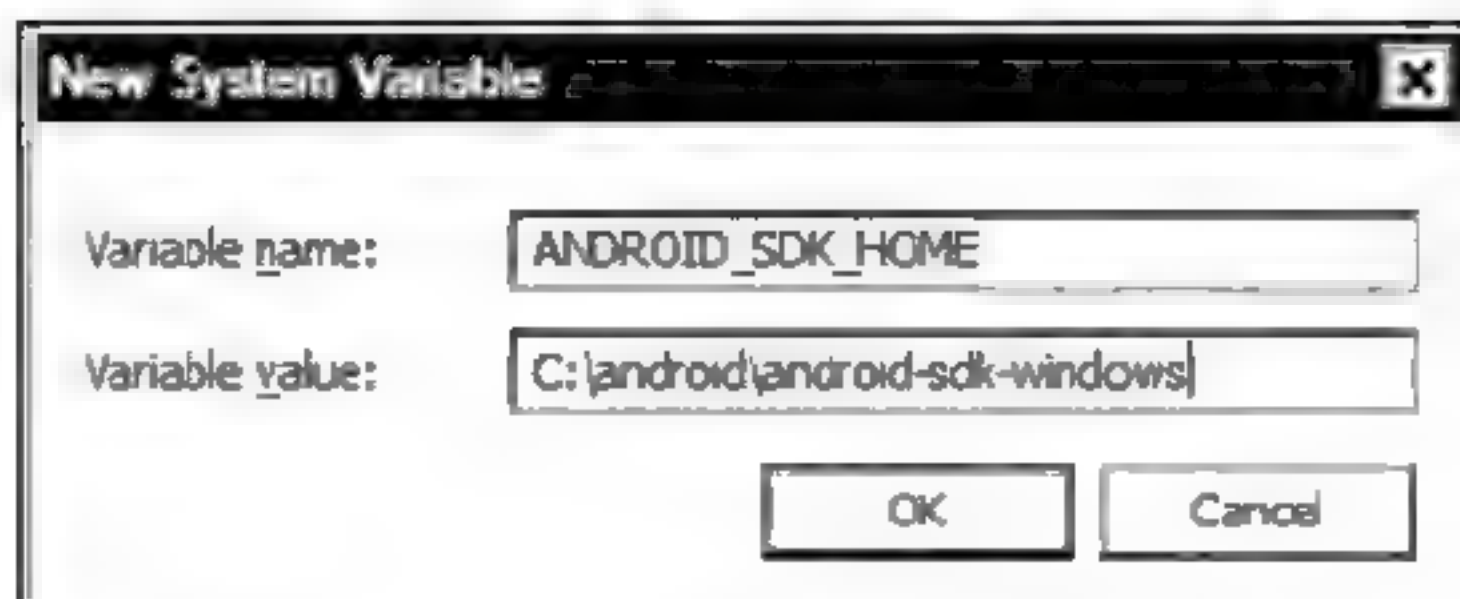 New System Variable
Variable name: ANDROID_SDK_HOME
Variable value: C:\android\android-sdk-windows
OK Cancel